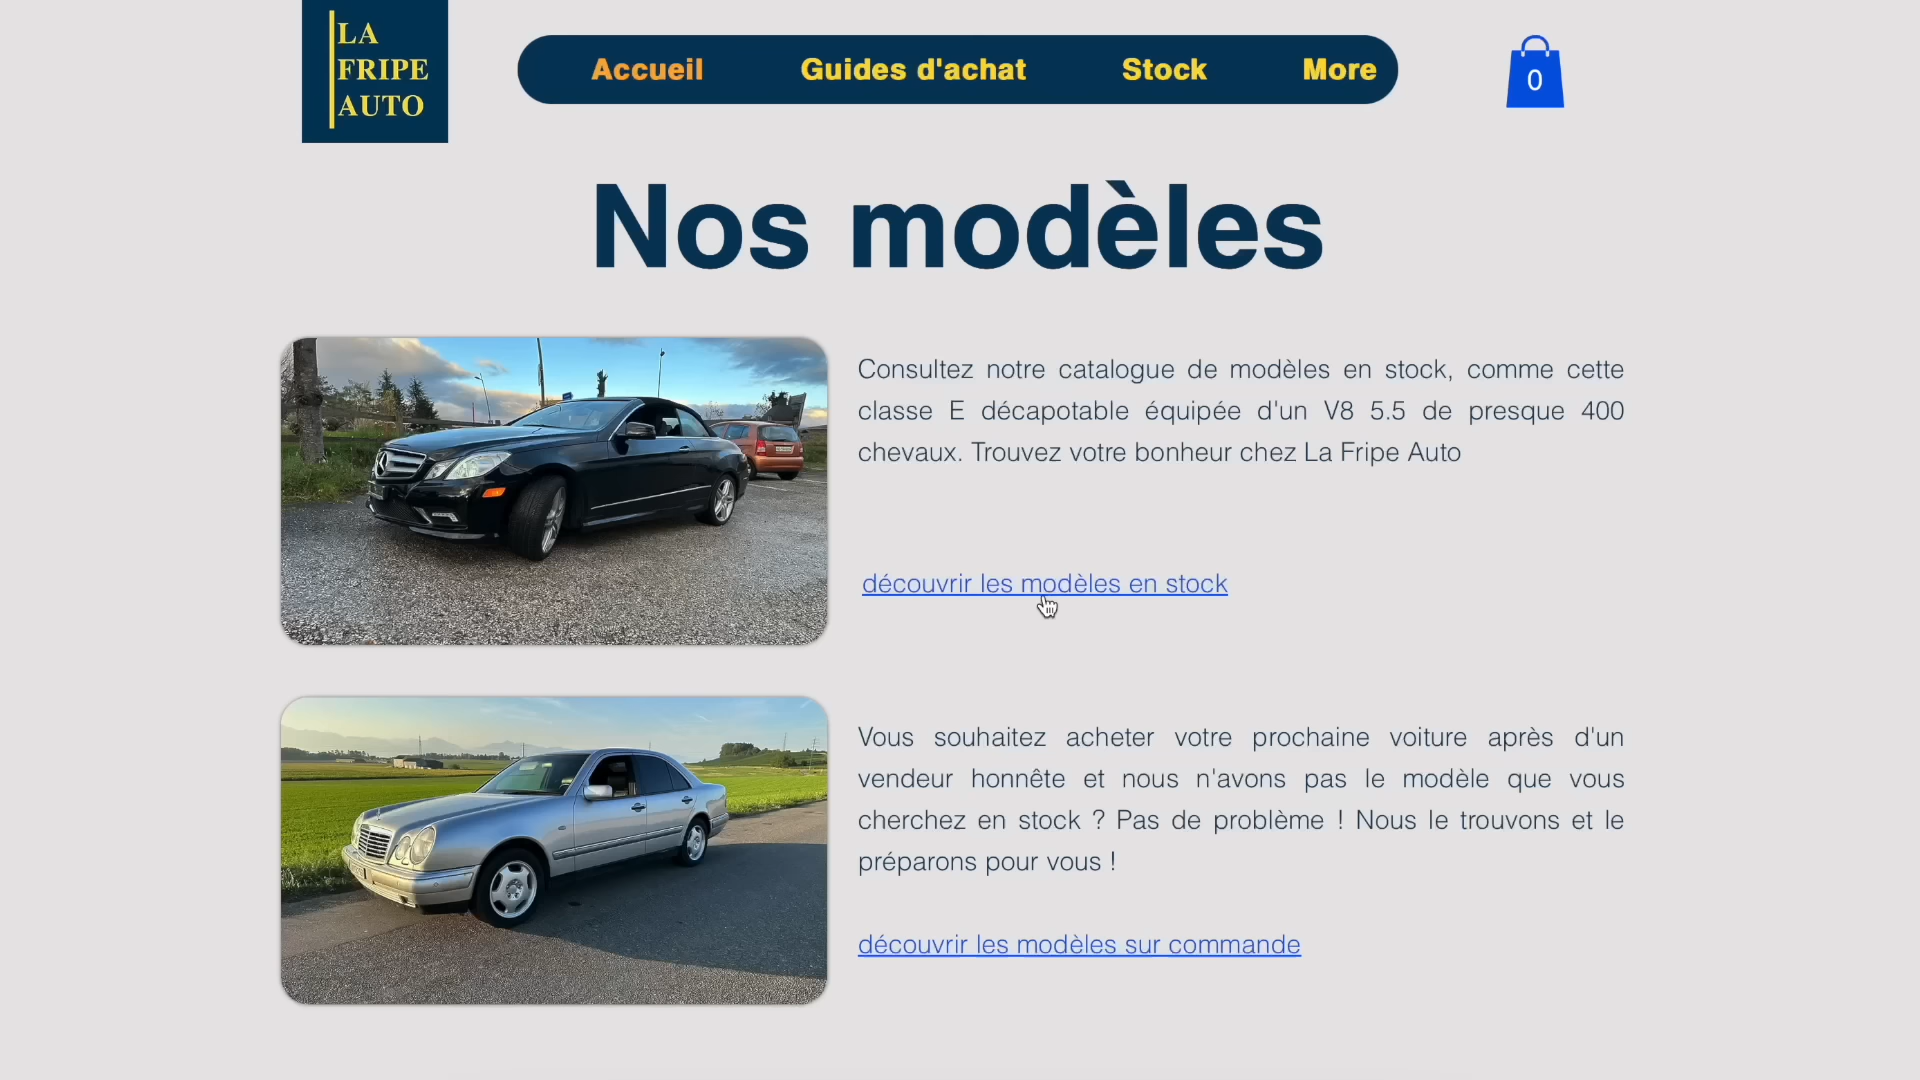 LA
FRIPE
AUTO
Accueil
Guides d'achat
Stock
More
0
Nos modèles
Consultez notre catalogue de modèles en stock, comme cette
classe E décapotable équipée d'un V8 5.5 de presque 400
chevaux. Trouvez votre bonheur chez La Fripe Auto
découvrir les modèles en stock
Vous souhaitez acheter votre prochaine voiture après d'un
vendeur honnête et nous n'avons pas le modèle que vous
cherchez en stock ? Pas de problème ! Nous le trouvons et le
préparons pour vous !
découvrir les modèles sur commande